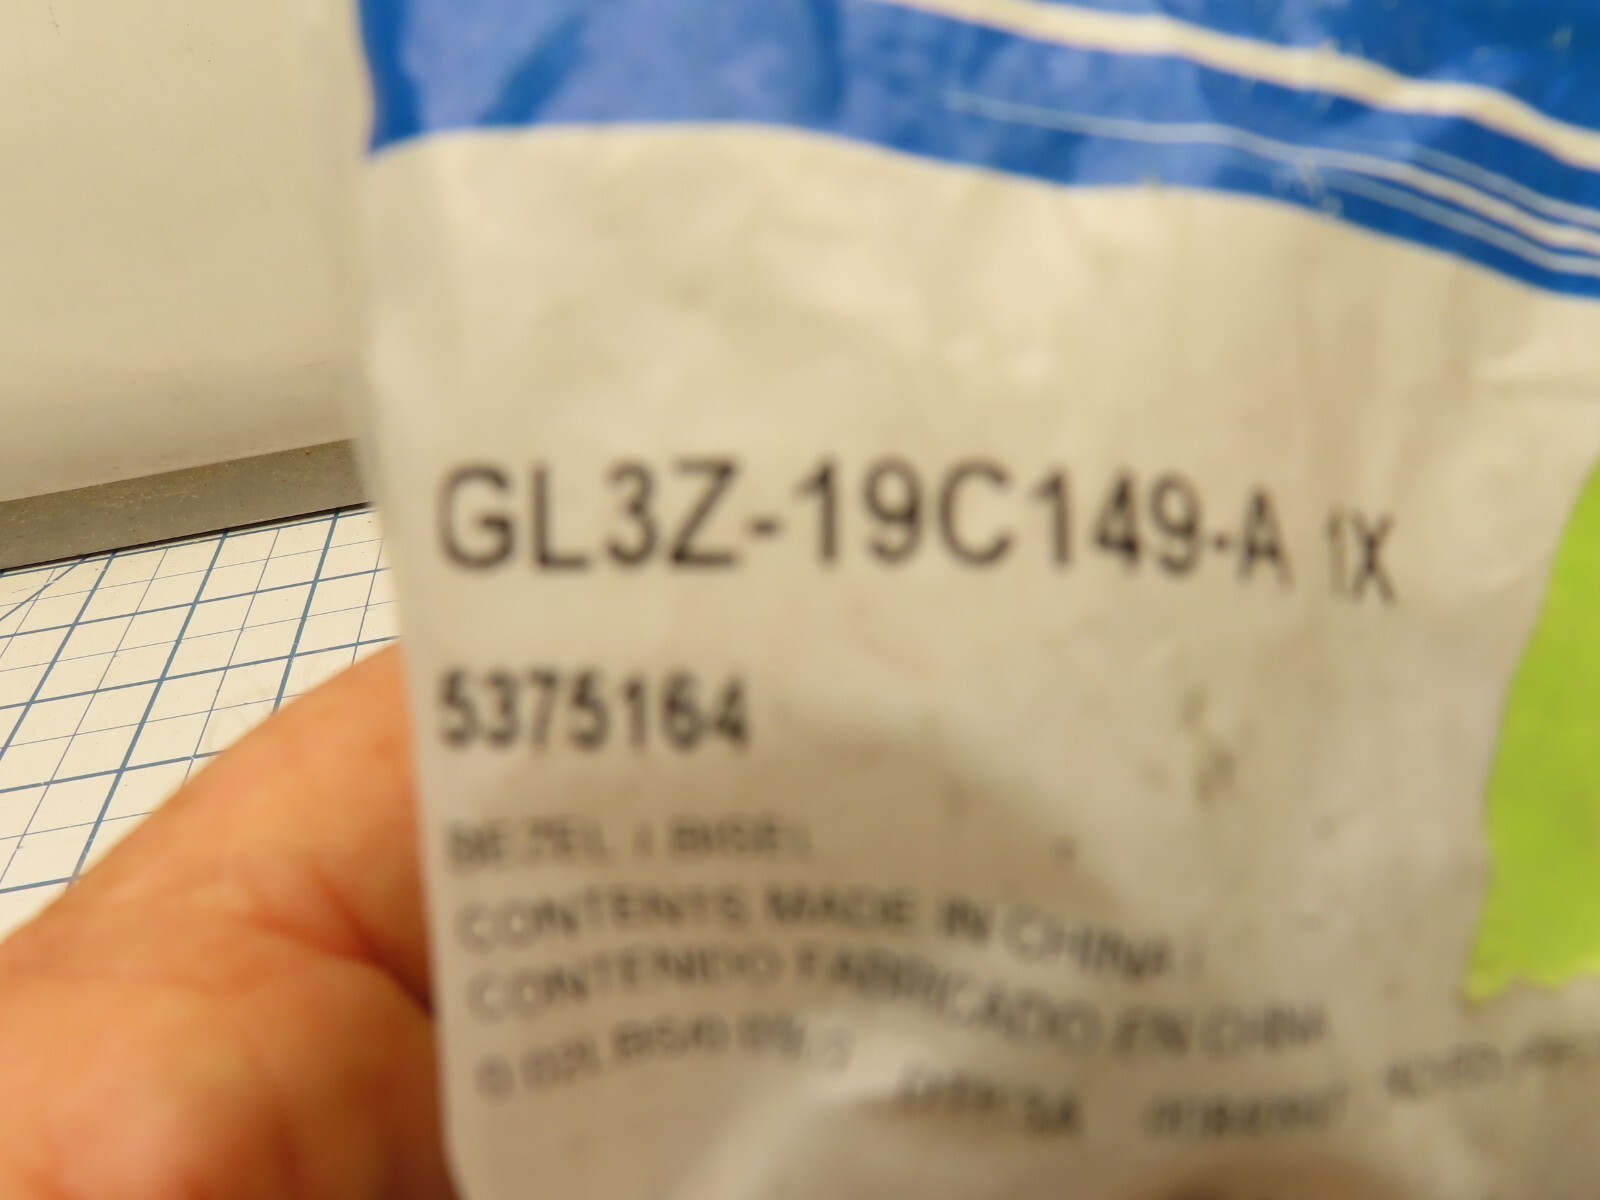 GL3Z-19C149-A 1X
5375164
BEZEL / BISEL
CONTENTS MADE IN CHINA /
CONTENIDO FABRICADO EN CHINA